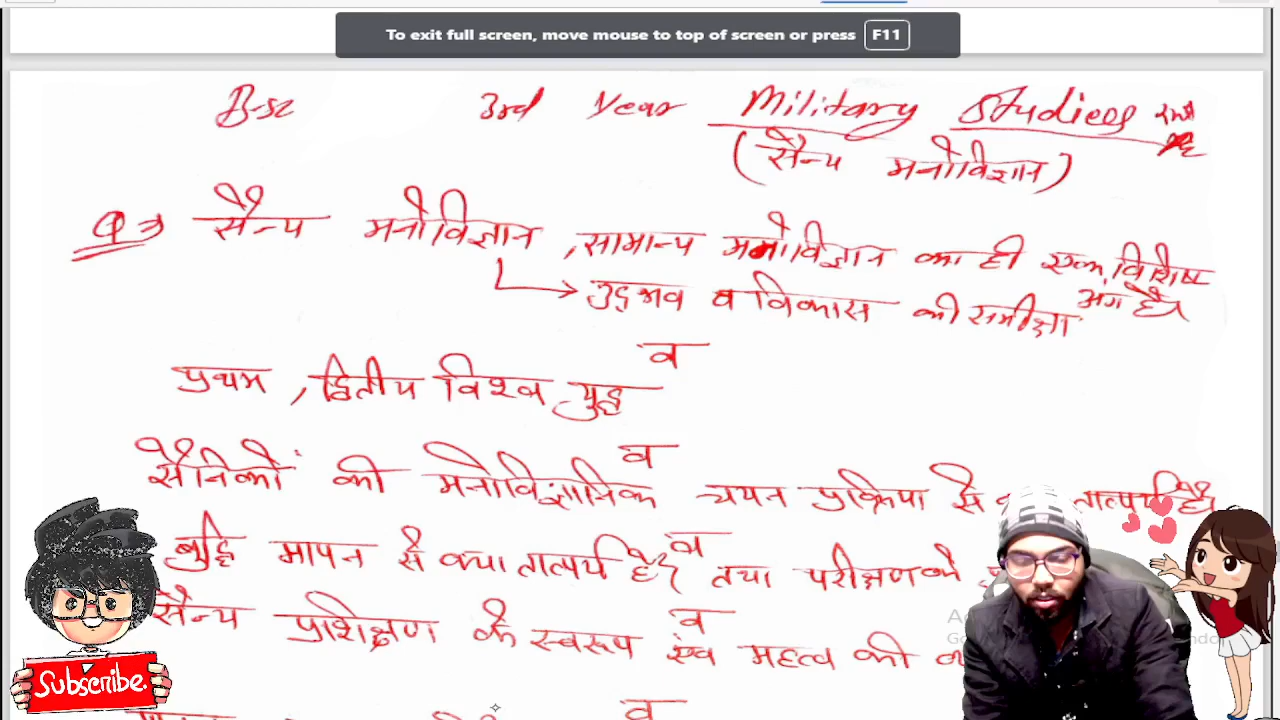 To exit full screen, move mouse to top of screen or press F11
B-sc 3rd Year Military Studies
(सैन्य मनोविज्ञान)
Q ⇒ सैन्य मनोविज्ञान, सामान्य मनोविज्ञान का ही एक विशिष्ट
अंग है।
→ उद्भव व विकास की समीक्षा
व
प्रथम, द्वितीय विश्व युद्ध
व
सैनिकों की मनोविज्ञानिक चयन प्रक्रिया से तात्पर्य है?
व
बुद्धि मापन से क्या तात्पर्य है? तथा परीक्षण के
व
सैन्य प्रशिक्षण के स्वरूप एंव महत्व की
व
Subscribe.